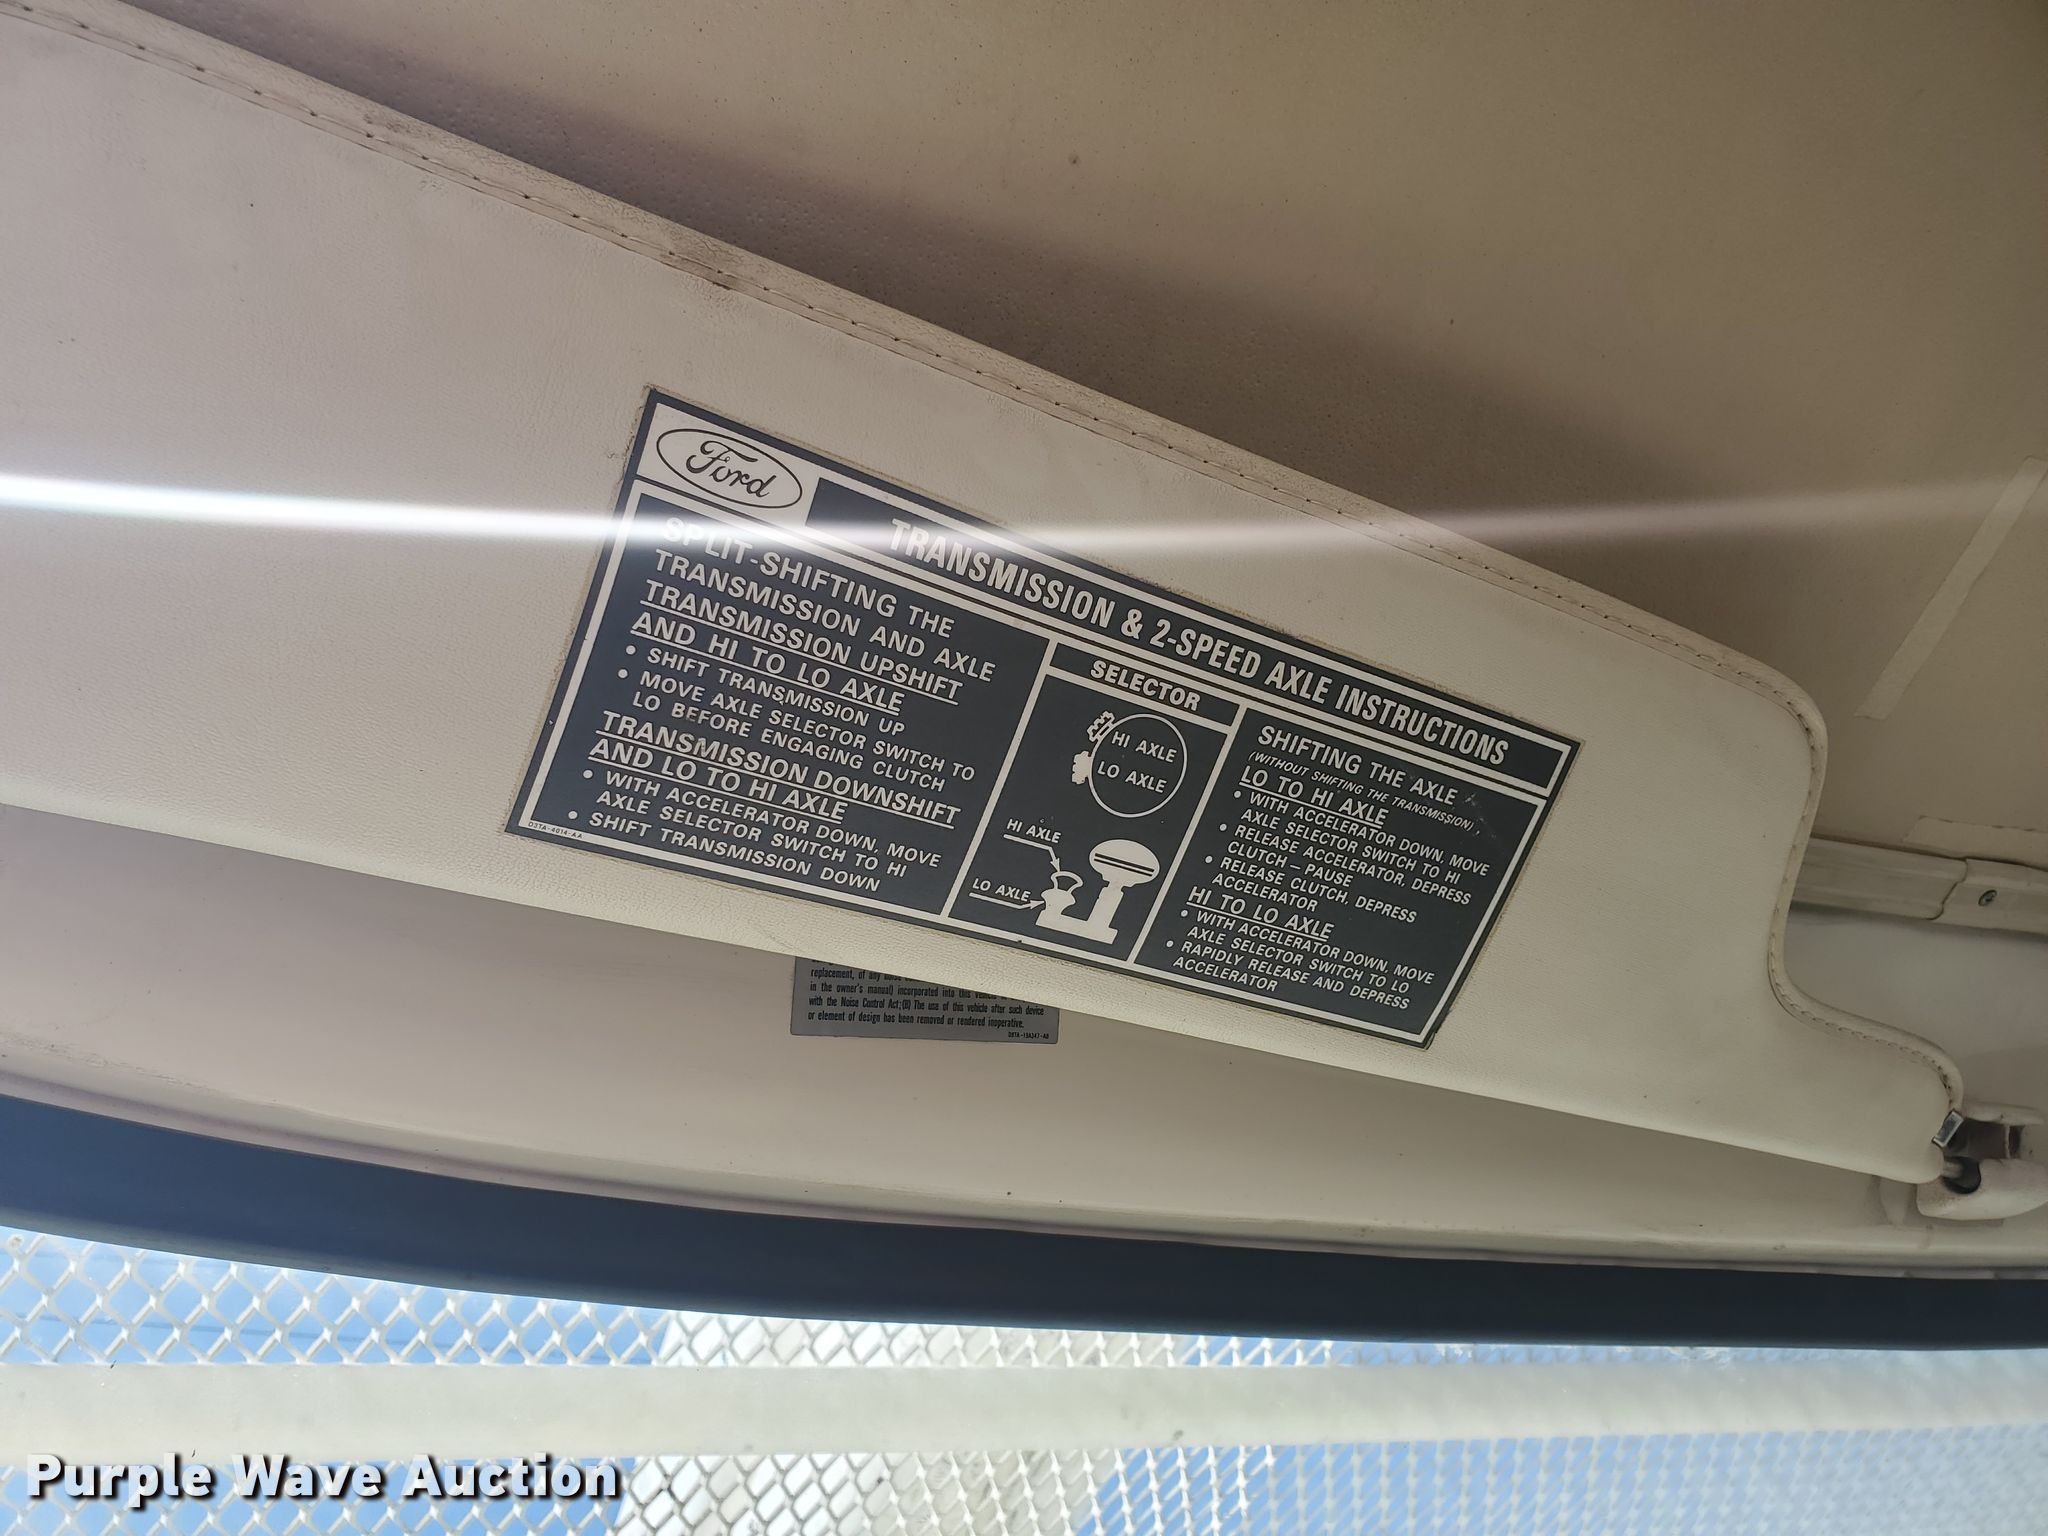 Ford
TRANSMISSION & 2-SPEED AXLE INSTRUCTIONS
SPLIT-SHIFTING THE
TRANSMISSION AND AXLE
TRANSMISSION UPSHIFT
AND HI TO LO AXLE
• SHIFT TRANSMISSION UP
• MOVE AXLE SELECTOR SWITCH TO
LO BEFORE ENGAGING CLUTCH
TRANSMISSION DOWNSHIFT
AND LO TO HI AXLE
• WITH ACCELERATOR DOWN, MOVE
AXLE SELECTOR SWITCH TO HI
• SHIFT TRANSMISSION DOWN
D3TA-4014-AA
SELECTOR
HI AXLE
LO AXLE
HI AXLE
LO AXLE
SHIFTING THE AXLE
(WITHOUT SHIFTING THE TRANSMISSION)
LO TO HI AXLE
• WITH ACCELERATOR DOWN, MOVE
AXLE SELECTOR SWITCH TO HI
• RELEASE ACCELERATOR, DEPRESS
CLUTCH — PAUSE
• RELEASE CLUTCH, DEPRESS
ACCELERATOR
HI TO LO AXLE
• WITH ACCELERATOR DOWN, MOVE
AXLE SELECTOR SWITCH TO LO
• RAPIDLY RELEASE AND DEPRESS
ACCELERATOR
replacement, of any
in the owner's manual) incorporated into this vehicle
with the Noise Control Act; (B) The use of this vehicle after such device
or element of design has been removed or rendered inoperative.
Purple Wave Auction